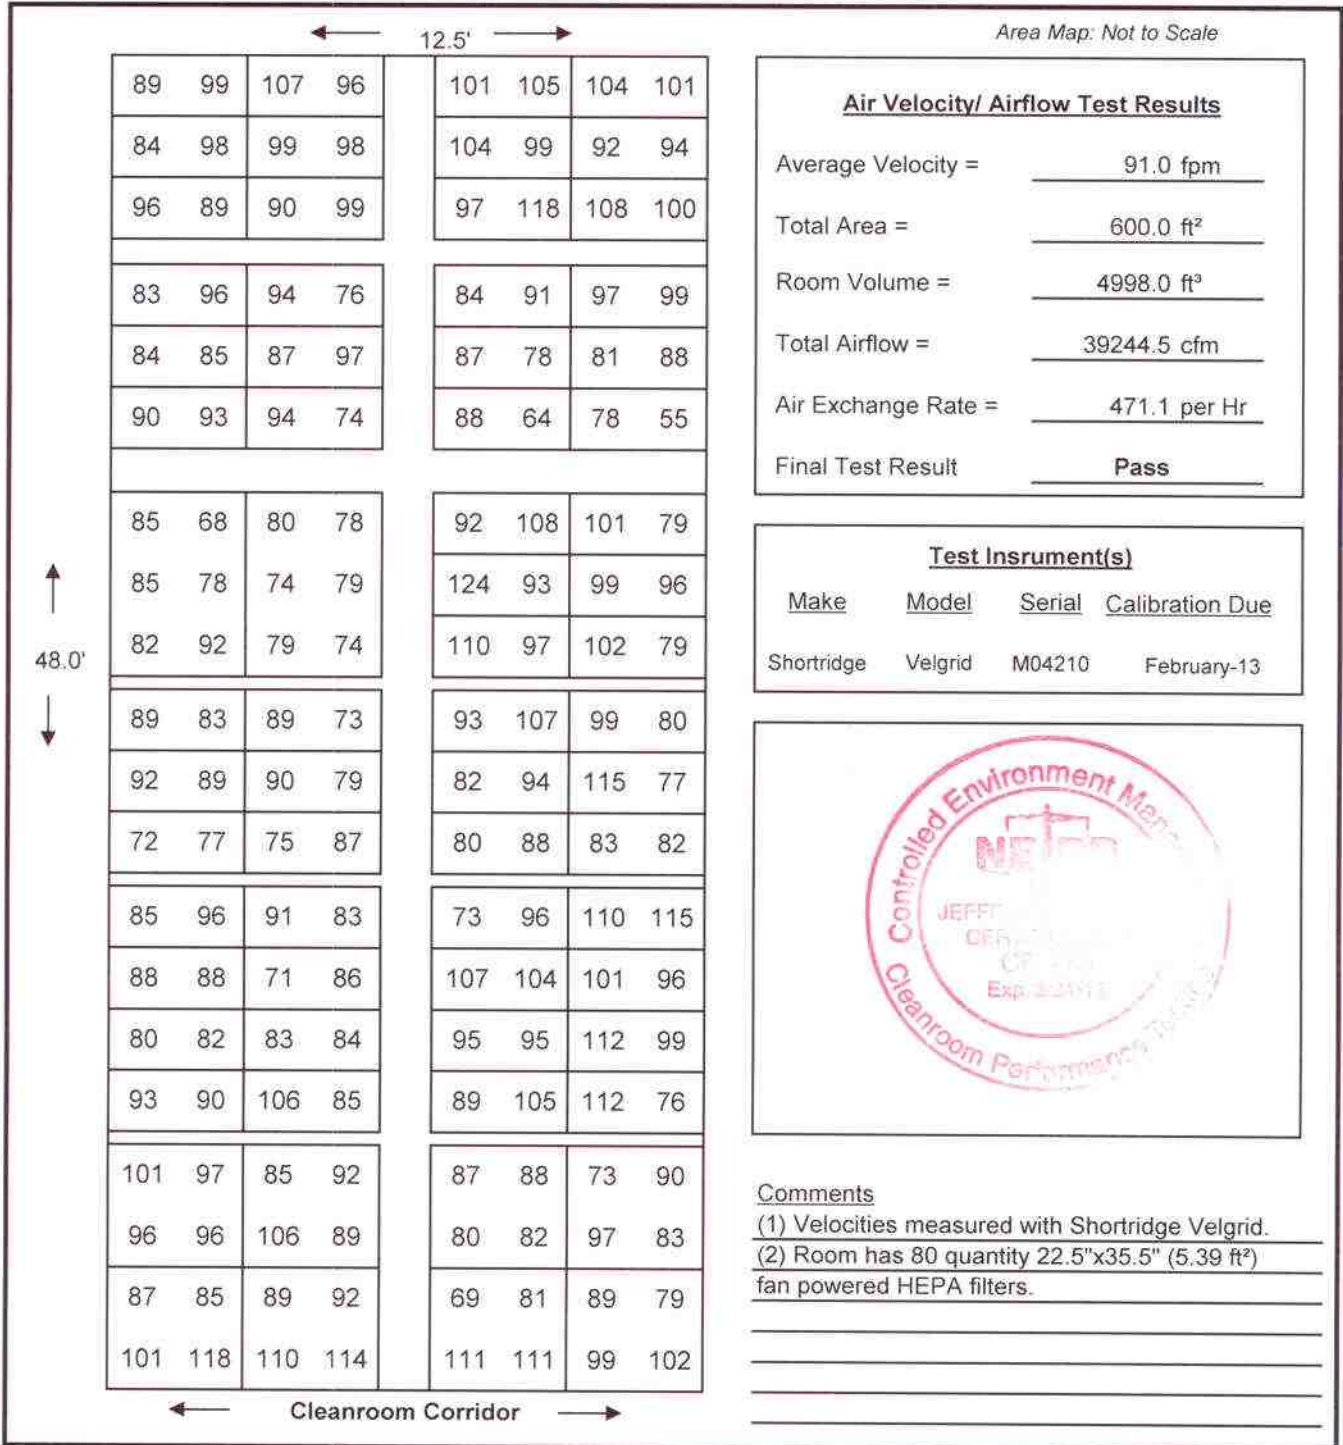 12.5'
Area Map: Not to Scale
89 99 107 96 101 105 104 101
84 98 99 98 104 99 92 94
96 89 90 99 97 118 108 100
83 96 94 76 84 91 97 99
84 85 87 97 87 78 81 88
90 93 94 74 88 64 78 55
85 68 80 78 92 108 101 79
85 78 74 79 124 93 99 96
82 92 79 74 110 97 102 79
48.0'
89 83 89 73 93 107 99 80
92 89 90 79 82 94 115 77
72 77 75 87 80 88 83 82
85 96 91 83 73 96 110 115
88 88 71 86 107 104 101 96
80 82 83 84 95 95 112 99
93 90 106 85 89 105 112 76
101 97 85 92 87 88 73 90
96 96 106 89 80 82 97 83
87 85 89 92 69 81 89 79
101 118 110 114 111 111 99 102
Cleanroom Corridor
Air Velocity/ Airflow Test Results
Average Velocity = 91.0 fpm
Total Area = 600.0 ft²
Room Volume = 4998.0 ft³
Total Airflow = 39244.5 cfm
Air Exchange Rate = 471.1 per Hr
Final Test Result Pass
Test Insrument(s)
Make Model Serial Calibration Due
Shortridge Velgrid M04210 February-13
Controlled Environment
Cleanroom Performance
Exp.
Comments
(1) Velocities measured with Shortridge Velgrid.
(2) Room has 80 quantity 22.5"x35.5" (5.39 ft²)
fan powered HEPA filters.